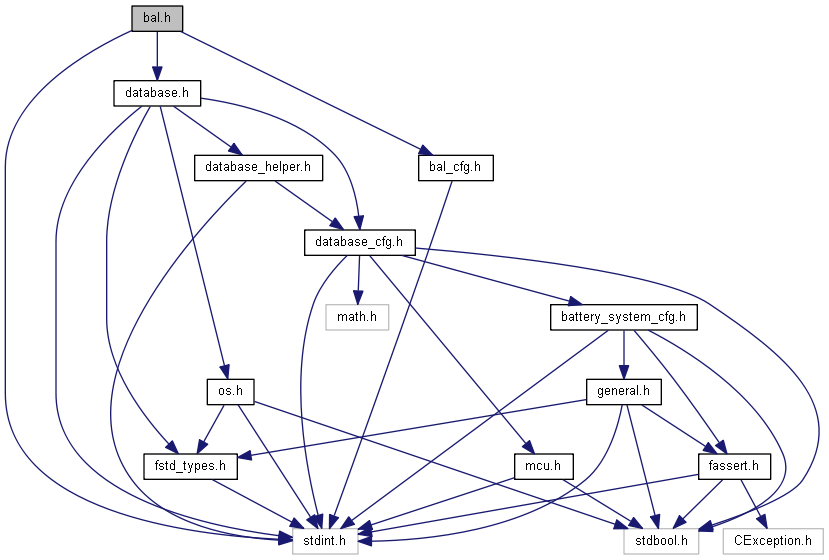 bal.h
database.h
database_helper.h
bal_cfg.h
database_cfg.h
math.h
battery_system_cfg.h
os.h
general.h
fstd_types.h
mcu.h
fassert.h
stdint.h
stdbool.h
CException.h